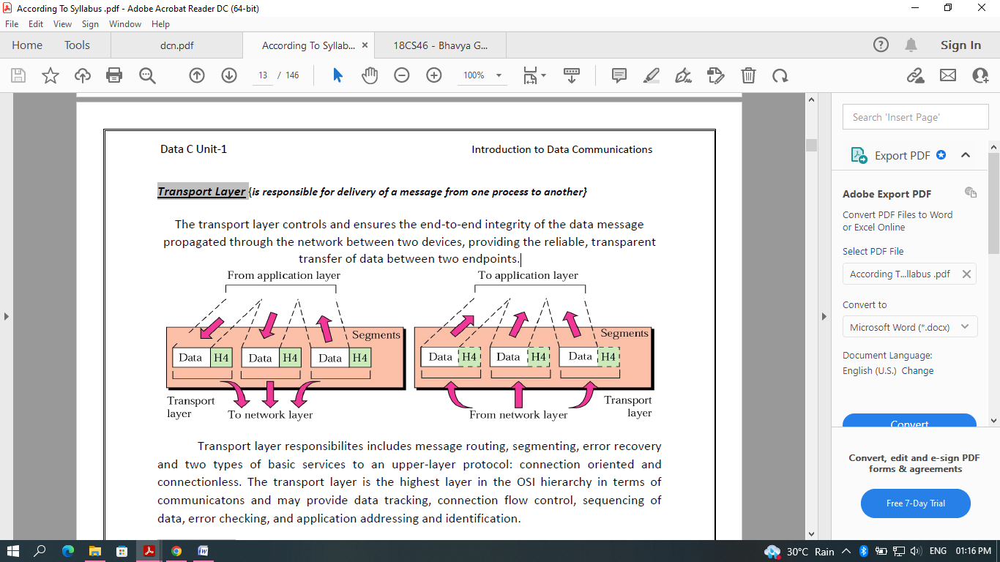 According To Syllabus .pdf - Adobe Acrobat Reader DC (64-bit)
File Edit View Sign Window Help
Home Tools dcn.pdf According To Syllab... × 18CS46 - Bhavya G... Sign In
13 / 146 100%
Data C Unit-1 Introduction to Data Communications
Transport Layer {is responsible for delivery of a message from one process to another}
The transport layer controls and ensures the end-to-end integrity of the data message
propagated through the network between two devices, providing the reliable, transparent
transfer of data between two endpoints.
From application layer To application layer
Segments Segments
Data H4 Data H4 Data H4 Data H4 Data H4 Data H4
Transport
layer
To network layer
From network layer
Transport
layer
Transport layer responsibilites includes message routing, segmenting, error recovery
and two types of basic services to an upper-layer protocol: connection oriented and
connectionless. The transport layer is the highest layer in the OSI hierarchy in terms of
communicatons and may provide data tracking, connection flow control, sequencing of
data, error checking, and application addressing and identification.
Search 'Insert Page'
Export PDF
Adobe Export PDF
Convert PDF Files to Word
or Excel Online
Select PDF File
According T...llabus .pdf
Convert to
Microsoft Word (*.docx)
Document Language:
English (U.S.) Change
Convert
Convert, edit and e-sign PDF
forms & agreements
Free 7-Day Trial
30°C Rain ENG 01:16 PM